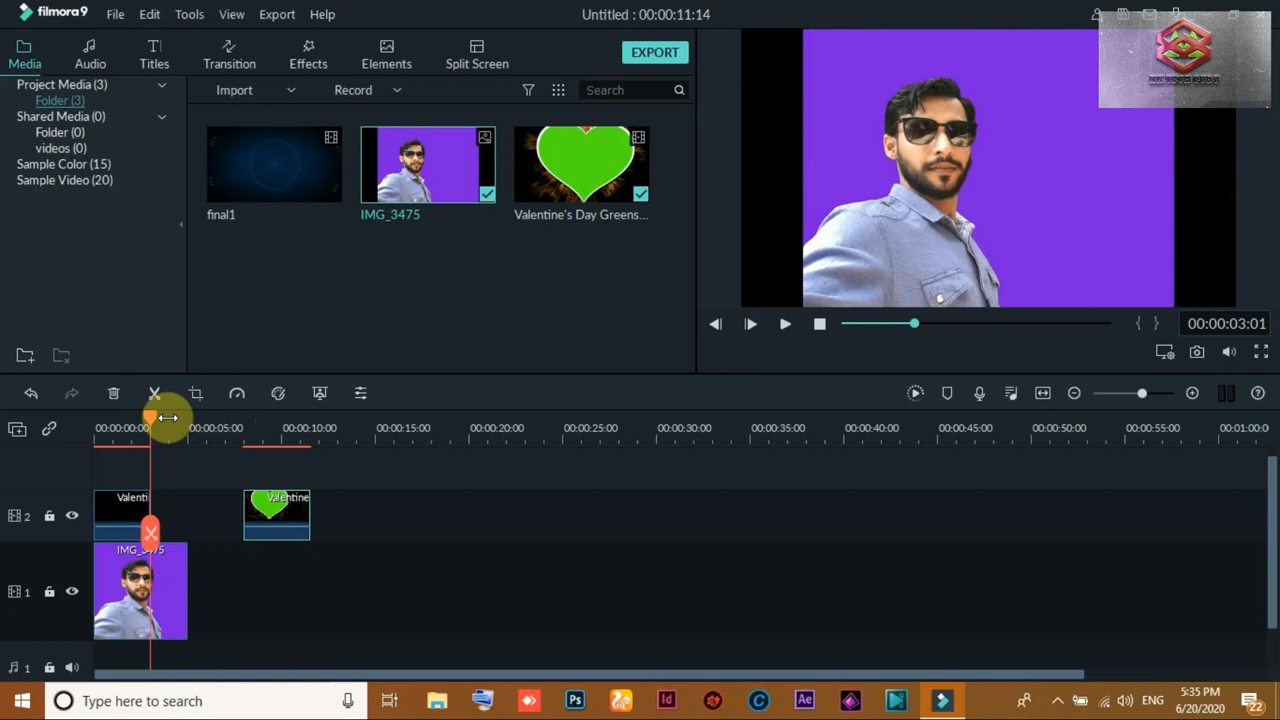 filmora9 File Edit Tools View Export Help Untitled : 00:00:11:14
Media Audio Titles Transition Effects Elements Split Screen EXPORT
Project Media (3)
Folder (3)
Shared Media (0)
Folder (0)
videos (0)
Sample Color (15)
Sample Video (20)
Import Record Search
final1 IMG_3475 Valentine's Day Greens...
{ } 00:00:03:01
00:00:00:00 00:00:05:00 00:00:10:00 00:00:15:00 00:00:20:00 00:00:25:00 00:00:30:00 00:00:35:00 00:00:40:00 00:00:45:00 00:00:50:00 00:00:55:00 00:01:00:0
2 Valenti Valentine
1 IMG_3475
1
Type here to search Ps Id Ae ENG 5:35 PM
6/20/2020 22